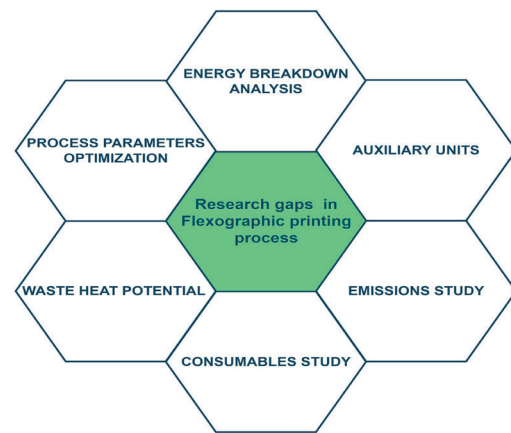 ENERGY BREAKDOWN
ANALYSIS
PROCESS PARAMETERS
OPTIMIZATION
AUXILIARY UNITS
Research gaps in
Flexographic printing
process
WASTE HEAT POTENTIAL
EMISSIONS STUDY
CONSUMABLES STUDY